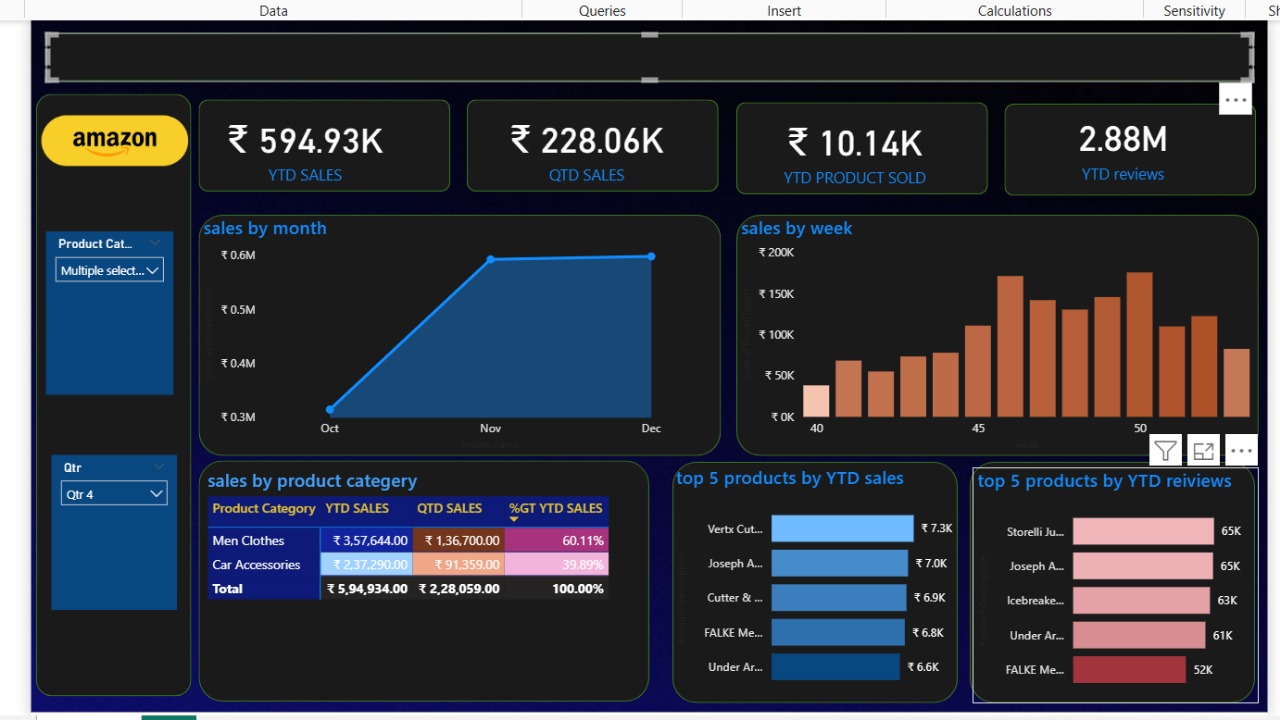 Data Queries Insert Calculations Sensitivity Sh
amazon
₹ 594.93K
YTD SALES
₹ 228.06K
QTD SALES
₹ 10.14K
YTD PRODUCT SOLD
2.88M
YTD reviews
Product Cat...
Multiple select...
Qtr
Qtr 4
sales by month
₹ 0.6M
₹ 0.5M
₹ 0.4M
₹ 0.3M
Oct Nov Dec
month name
sales by week
₹ 200K
₹ 150K
₹ 100K
₹ 50K
₹ 0K
40 45 50
week
sales by product categery
Product Category YTD SALES QTD SALES %GT YTD SALES
Men Clothes ₹ 3,57,644.00 ₹ 1,36,700.00 60.11%
Car Accessories ₹ 2,37,290.00 ₹ 91,359.00 39.89%
Total ₹ 5,94,934.00 ₹ 2,28,059.00 100.00%
top 5 products by YTD sales
Vertx Cut... ₹ 7.3K
Joseph A... ₹ 7.0K
Cutter & ... ₹ 6.9K
FALKE Me... ₹ 6.8K
Under Ar... ₹ 6.6K
top 5 products by YTD reiviews
Storelli Ju... 65K
Joseph A... 65K
Icebreake... 63K
Under Ar... 61K
FALKE Me... 52K